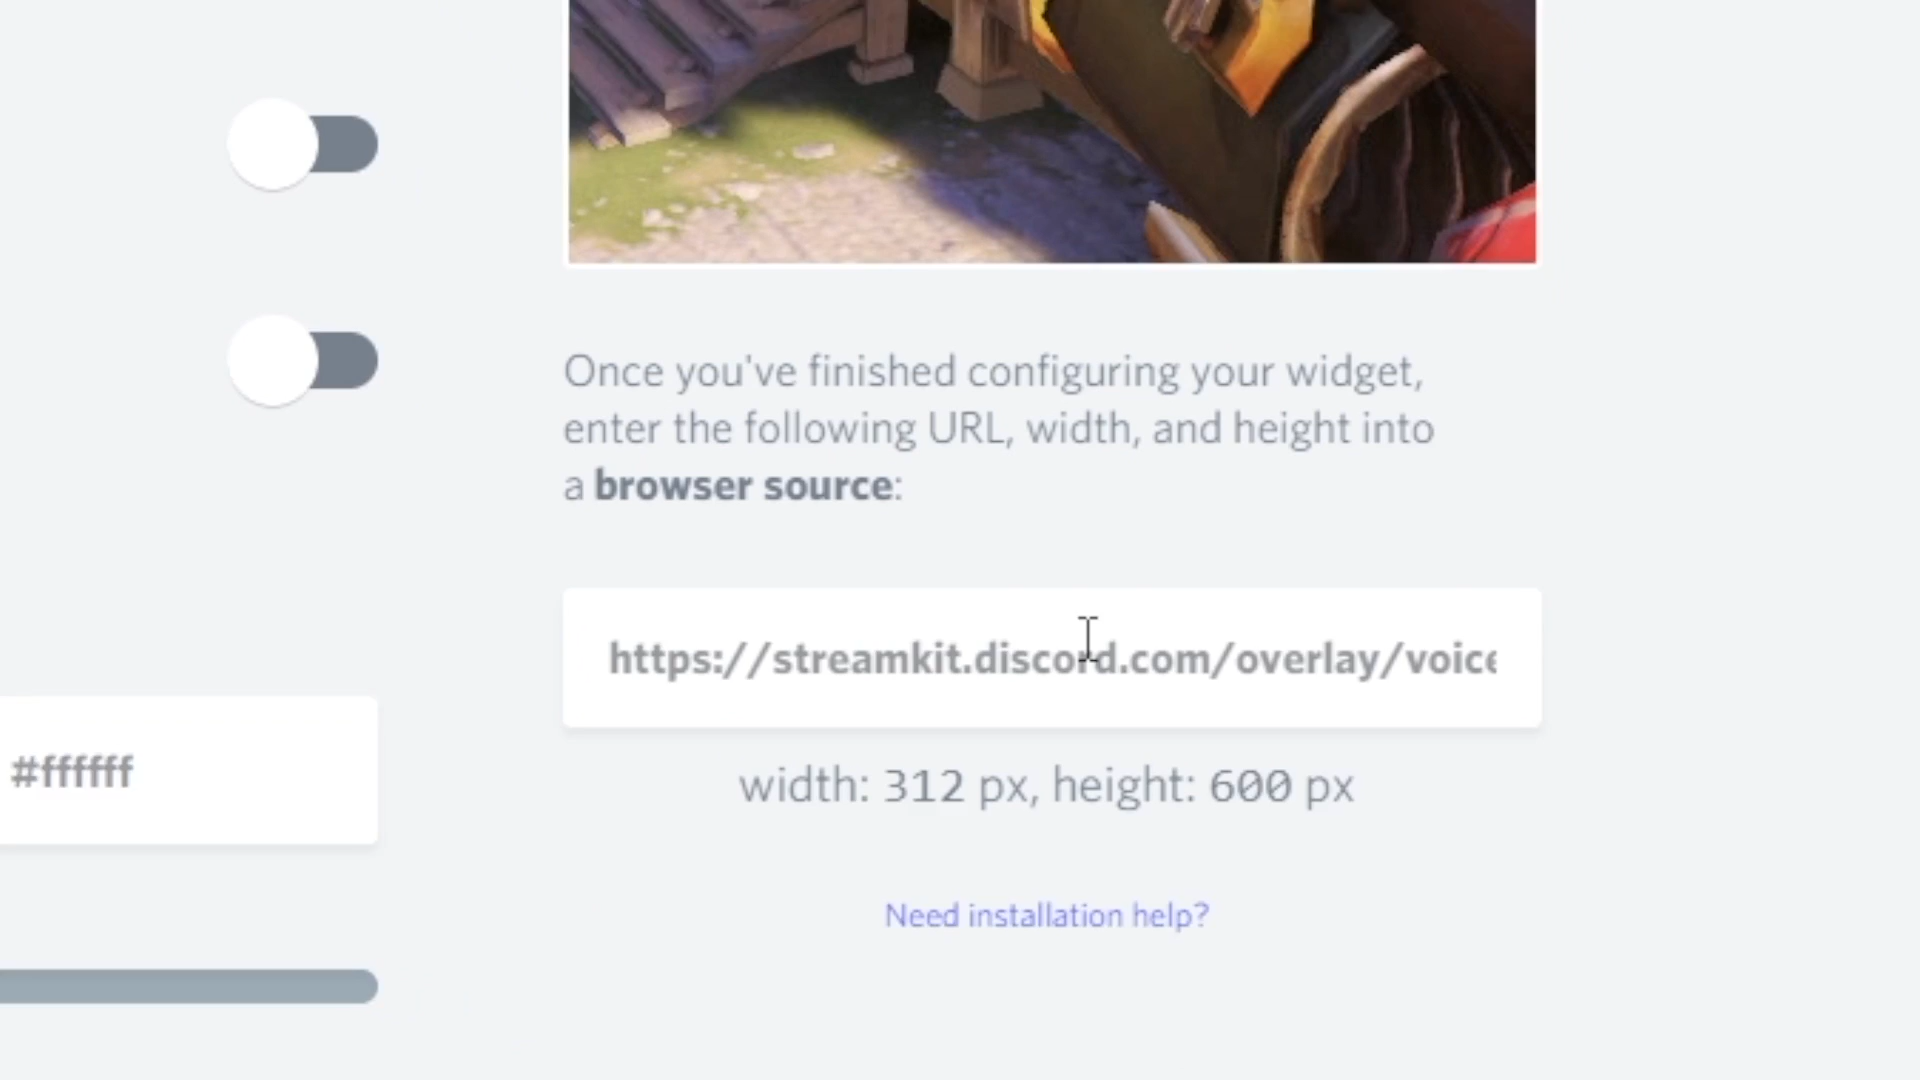 Once you've finished configuring your widget,
enter the following URL, width, and height into
a browser source:
https://streamkit.discord.com/overlay/voice
#ffffff
width: 312 px, height: 600 px
Need installation help?